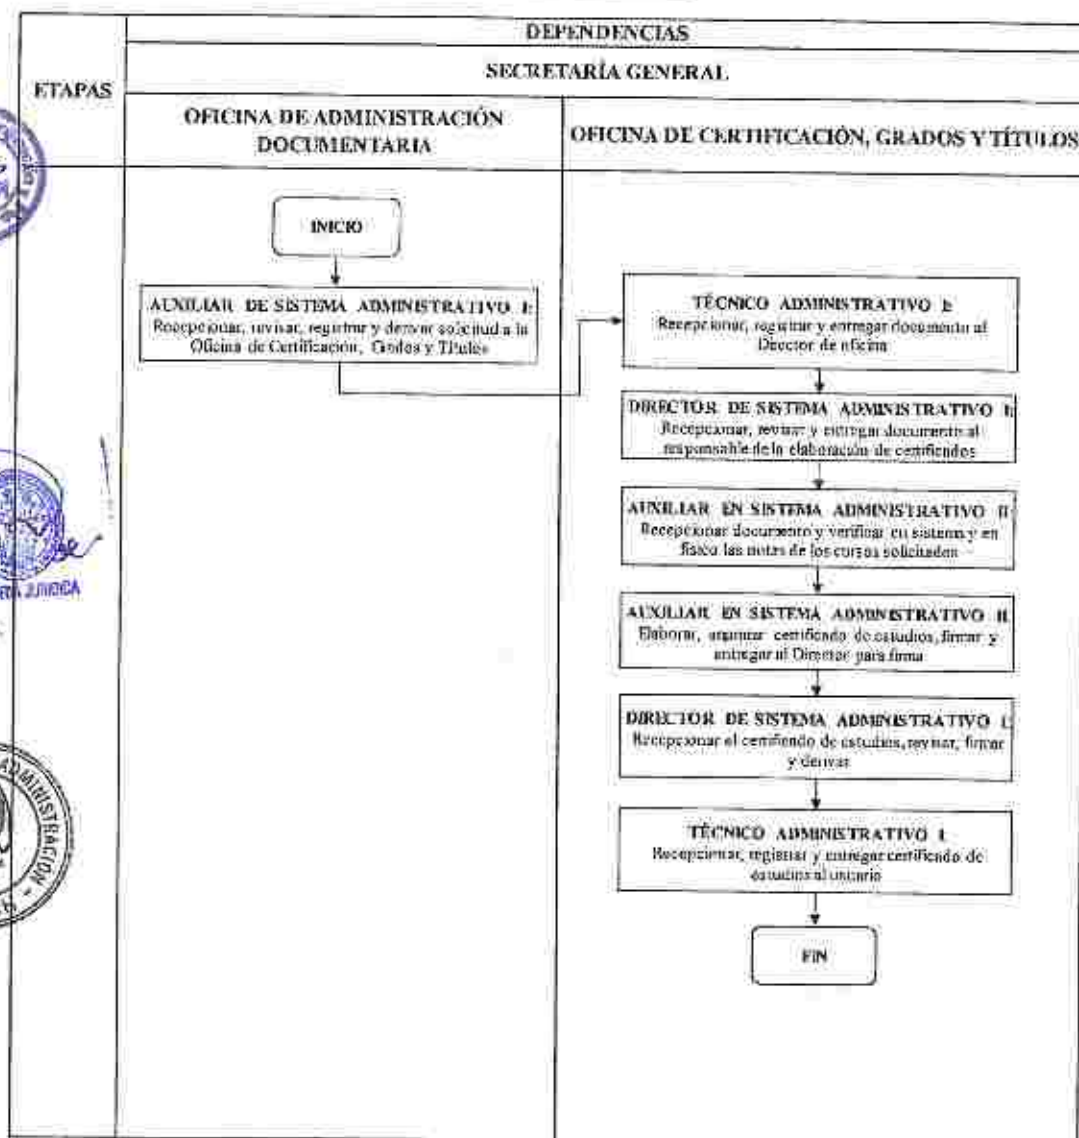 DEPENDENCIAS
SECRETARÍA GENERAL
ETAPAS
OFICINA DE ADMINISTRACIÓN
DOCUMENTARIA
OFICINA DE CERTIFICACIÓN, GRADOS Y TÍTULOS
INICIO
AUXILIAR DE SISTEMA ADMINISTRATIVO I:
Recepcionar, revisar, registrar y derivar solicitud a la
Oficina de Certificación, Grados y Títulos
TÉCNICO ADMINISTRATIVO I:
Recepcionar, registrar y entregar documento al
Director de oficina
DIRECTOR DE SISTEMA ADMINISTRATIVO I:
Recepcionar, revisar y entregar documento al
responsable de la elaboración de certificados
AUXILIAR EN SISTEMA ADMINISTRATIVO II
Recepcionar documento y verificar en sistema y en
físico las notas de los cursos solicitados
AUXILIAR EN SISTEMA ADMINISTRATIVO II
Elaborar, certificado de estudios, firmar y
entregar al Director para firma
DIRECTOR DE SISTEMA ADMINISTRATIVO I:
Recepcionar el certificado de estudios, revisar, firmar
y derivar
TÉCNICO ADMINISTRATIVO I:
Recepcionar, registrar y entregar certificado de
estudios al usuario
FIN
ADMINISTRACIÓN